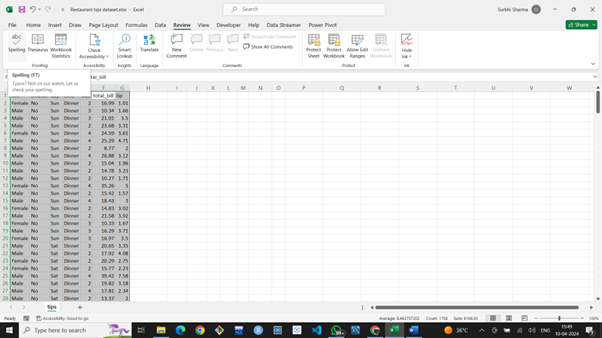 Restaurant tips dataset.xlsx - Excel
Search
Surbhi Sharma
File Home Insert Draw Page Layout Formulas Data Review View Developer Help Data Streamer Power Pivot
Share
Spelling Thesaurus Workbook Statistics
Check Accessibility
Smart Lookup
Translate
New Comment Delete Previous Next
Show/Hide Comment
Show All Comments
Protect Sheet Protect Workbook Allow Edit Ranges Unshare Workbook
Hide Ink
Proofing Accessibility Insights Language Comments Protect Ink
Spelling (F7)
Typos? Not on our watch. Let us check your spelling.
total_bill
F G H I J K L M N O P Q R S T U V W
total_bill tip
2 Female No Sun Dinner 2 16.99 1.01
3 Male No Sun Dinner 3 10.34 1.66
4 Male No Sun Dinner 3 21.01 3.5
5 Male No Sun Dinner 2 23.68 3.31
6 Female No Sun Dinner 4 24.59 3.61
7 Male No Sun Dinner 4 25.29 4.71
8 Male No Sun Dinner 2 8.77 2
9 Male No Sun Dinner 4 26.88 3.12
10 Male No Sun Dinner 2 15.04 1.96
11 Male No Sun Dinner 2 14.78 3.23
12 Male No Sun Dinner 2 10.27 1.71
13 Female No Sun Dinner 4 35.26 5
14 Male No Sun Dinner 2 15.42 1.57
15 Male No Sun Dinner 4 18.43 3
16 Female No Sun Dinner 2 14.83 3.02
17 Male No Sun Dinner 2 21.58 3.92
18 Female No Sun Dinner 3 10.33 1.67
19 Male No Sun Dinner 3 16.29 3.71
20 Female No Sun Dinner 3 16.97 3.5
21 Male No Sat Dinner 3 20.65 3.35
22 Male No Sat Dinner 2 17.92 4.08
23 Female No Sat Dinner 2 20.29 2.75
24 Female No Sat Dinner 2 15.77 2.23
25 Male No Sat Dinner 4 39.42 7.58
26 Male No Sat Dinner 2 19.82 3.18
27 Male No Sat Dinner 4 17.81 2.34
28 Male No Sat Dinner 2 13.37 2
tips
Ready Accessibility: Good to go
100%
Type here to search
99+
36°C
ENG
15:49
10-04-2024